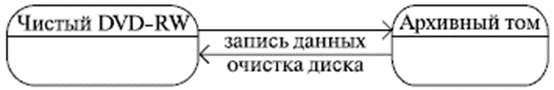 Чистый DVD-RW
Архивный том
запись данных
очистка диска